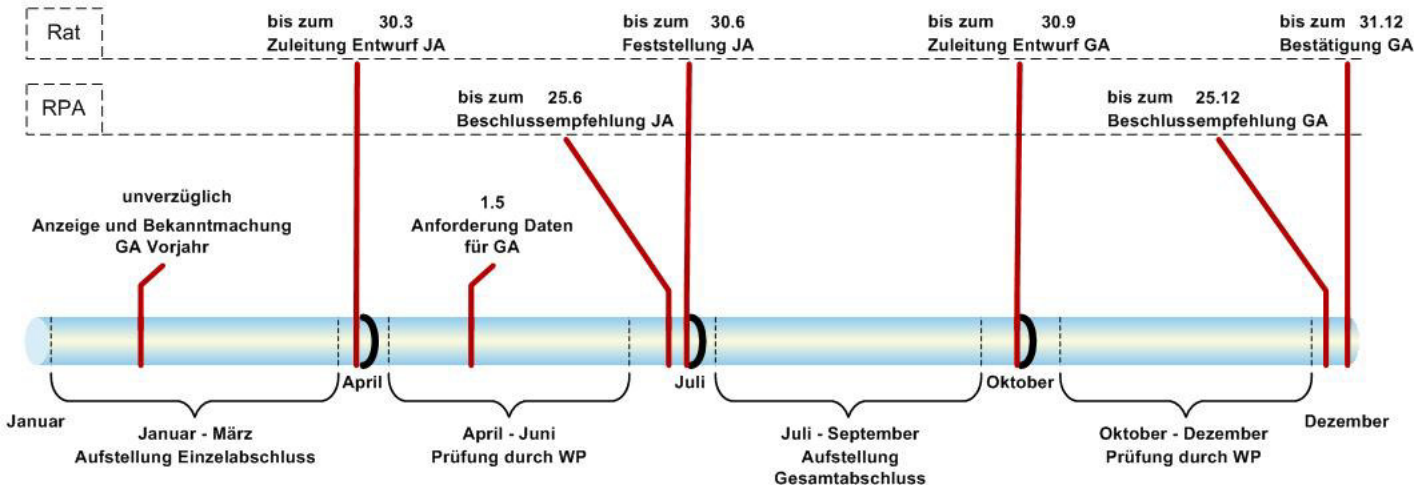 Rat
bis zum 30.3
Zuleitung Entwurf JA
bis zum 30.6
Feststellung JA
bis zum 30.9
Zuleitung Entwurf GA
bis zum 31.12
Bestätigung GA
RPA
bis zum 25.6
Beschlussempfehlung JA
bis zum 25.12
Beschlussempfehlung GA
unverzüglich
Anzeige und Bekanntmachung
GA Vorjahr
1.5
Anforderung Daten
für GA
Januar
April
Juli
Oktober
Dezember
Januar - März
Aufstellung Einzelabschluss
April - Juni
Prüfung durch WP
Juli - September
Aufstellung
Gesamtabschluss
Oktober - Dezember
Prüfung durch WP